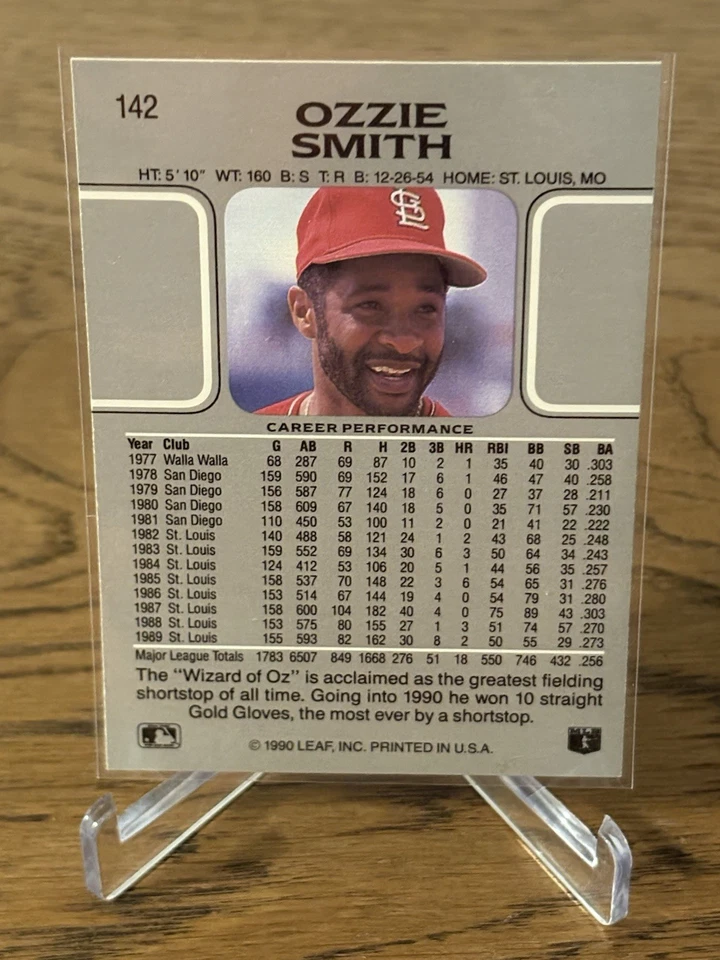 142
OZZIE
SMITH
HT: 5' 10" WT: 160 B: S T: R B: 12-26-54 HOME: ST. LOUIS, MO
CAREER PERFORMANCE
Year Club G AB R H 2B 3B HR RBI BB SB BA
1977 Walla Walla 68 287 69 87 10 2 1 35 40 30 .303
1978 San Diego 159 590 69 152 17 6 1 46 47 40 .258
1979 San Diego 156 587 77 124 18 6 0 27 37 28 .211
1980 San Diego 158 609 67 140 18 5 0 35 71 57 .230
1981 San Diego 110 450 53 100 11 2 0 21 41 22 .222
1982 St. Louis 140 488 58 121 24 1 2 43 68 25 .248
1983 St. Louis 159 552 69 134 30 6 3 50 64 34 .243
1984 St. Louis 124 412 53 106 20 5 1 44 56 35 .257
1985 St. Louis 158 537 70 148 22 3 6 54 65 31 .276
1986 St. Louis 153 514 67 144 19 4 0 54 79 31 .280
1987 St. Louis 158 600 104 182 40 4 0 75 89 43 .303
1988 St. Louis 153 575 80 155 27 1 3 51 74 57 .270
1989 St. Louis 155 593 82 162 30 8 2 50 55 29 .273
Major League Totals 1783 6507 849 1668 276 51 18 550 746 432 .256
The "Wizard of Oz" is acclaimed as the greatest fielding
shortstop of all time. Going into 1990 he won 10 straight
Gold Gloves, the most ever by a shortstop.
© 1990 LEAF, INC. PRINTED IN U.S.A.